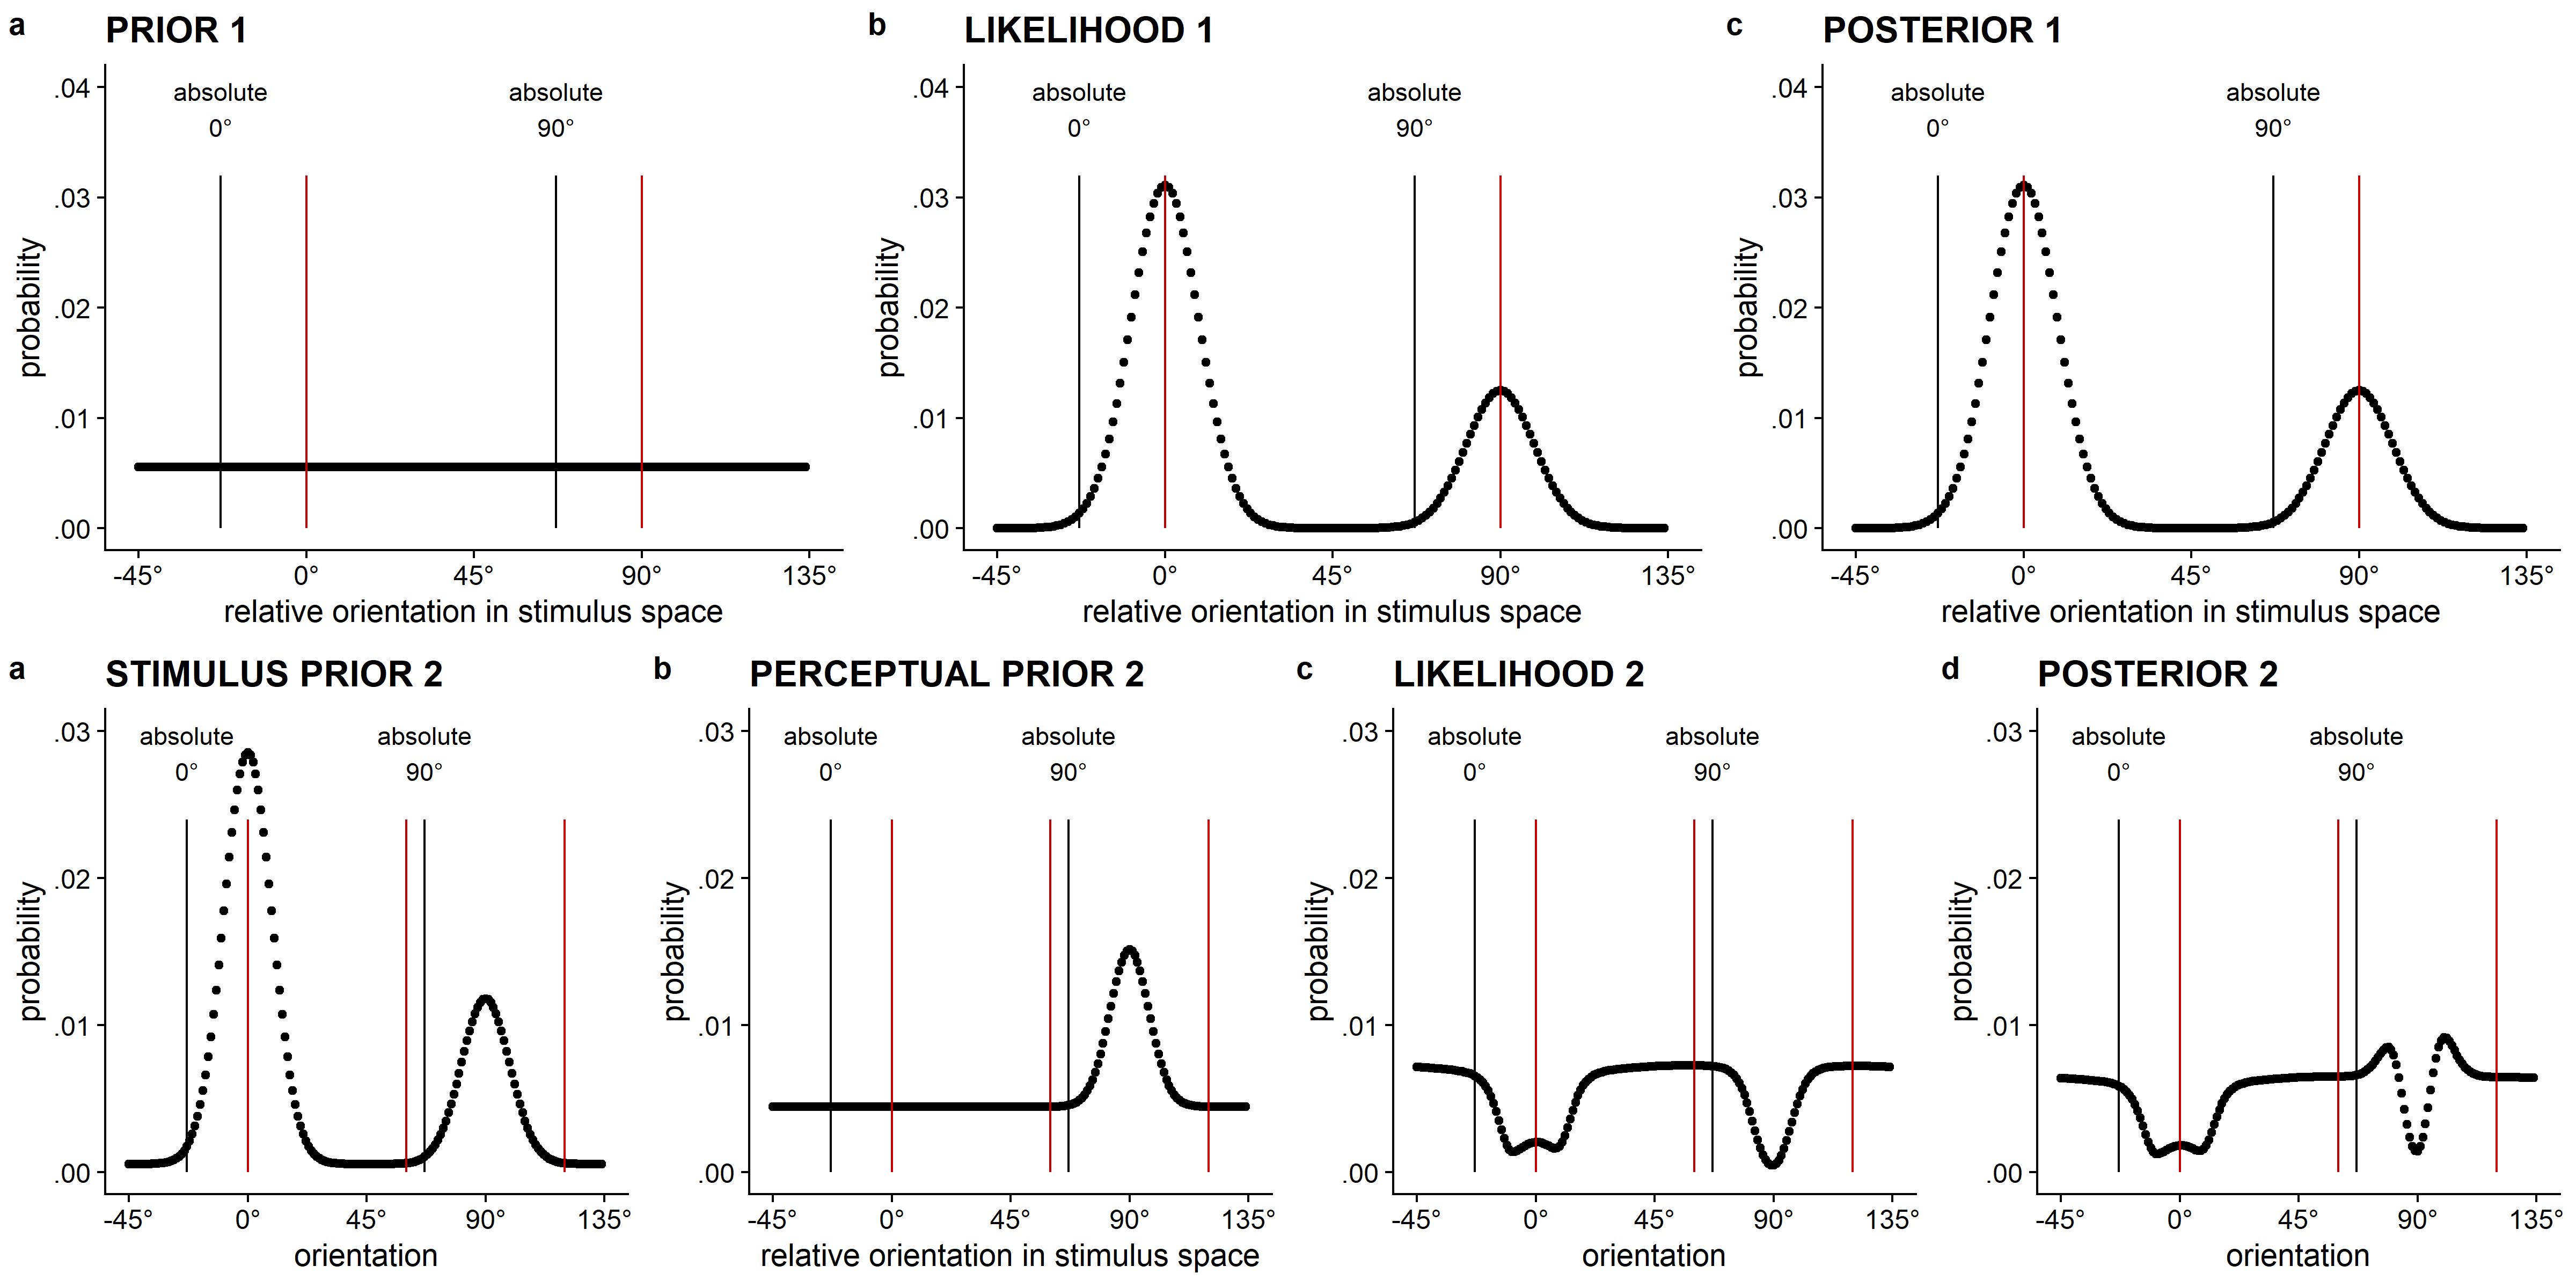 a PRIOR 1
absolute 0°
absolute 90°
.04
.03
.02
.01
.00
probability
-45° 0° 45° 90° 135°
relative orientation in stimulus space
b LIKELIHOOD 1
absolute 0°
absolute 90°
.04
.03
.02
.01
.00
probability
-45° 0° 45° 90° 135°
relative orientation in stimulus space
c POSTERIOR 1
absolute 0°
absolute 90°
.04
.03
.02
.01
.00
probability
-45° 0° 45° 90° 135°
relative orientation in stimulus space
a STIMULUS PRIOR 2
absolute 0°
absolute 90°
.03
.02
.01
.00
probability
-45° 0° 45° 90° 135°
orientation
b PERCEPTUAL PRIOR 2
absolute 0°
absolute 90°
.03
.02
.01
.00
probability
-45° 0° 45° 90° 135°
relative orientation in stimulus space
c LIKELIHOOD 2
absolute 0°
absolute 90°
.03
.02
.01
.00
probability
-45° 0° 45° 90° 135°
orientation
d POSTERIOR 2
absolute 0°
absolute 90°
.03
.02
.01
.00
probability
-45° 0° 45° 90° 135°
orientation